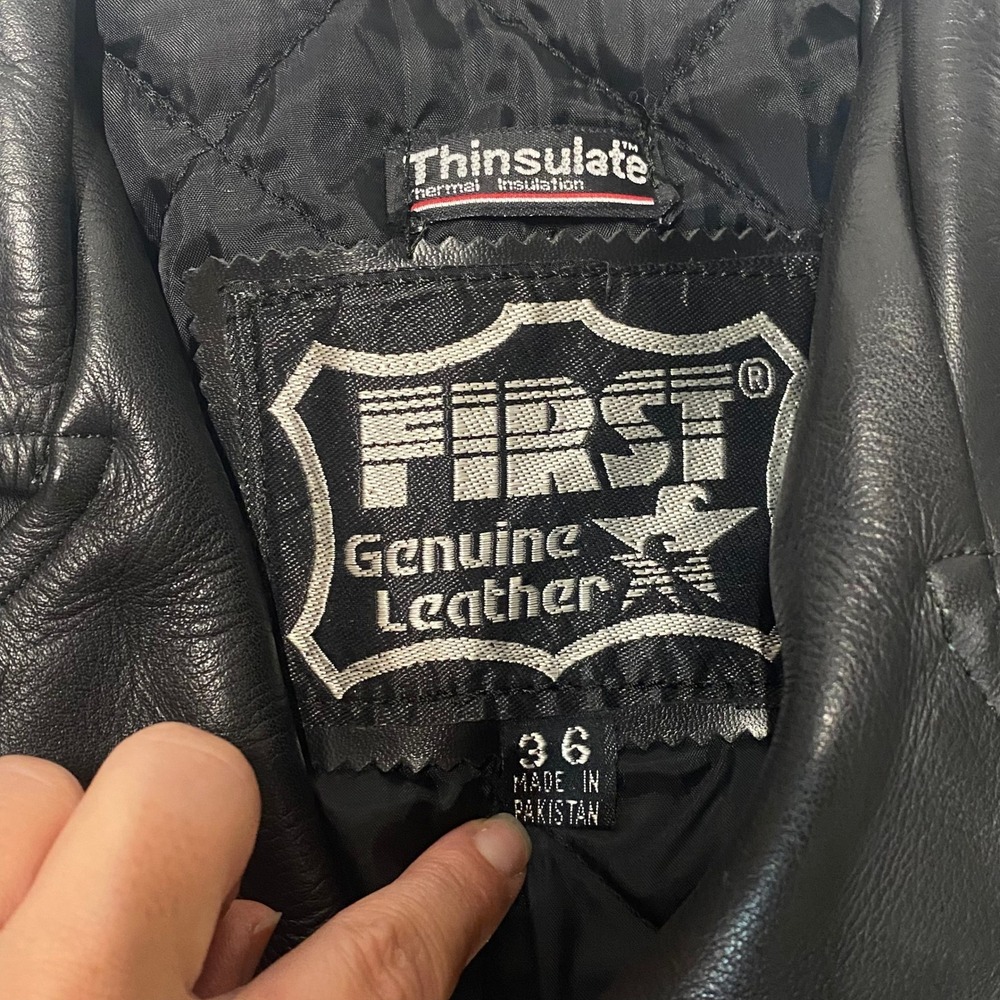 Thinsulate™
Thermal Insulation
FIRST®
Genuine
Leather
36
MADE IN
PAKISTAN